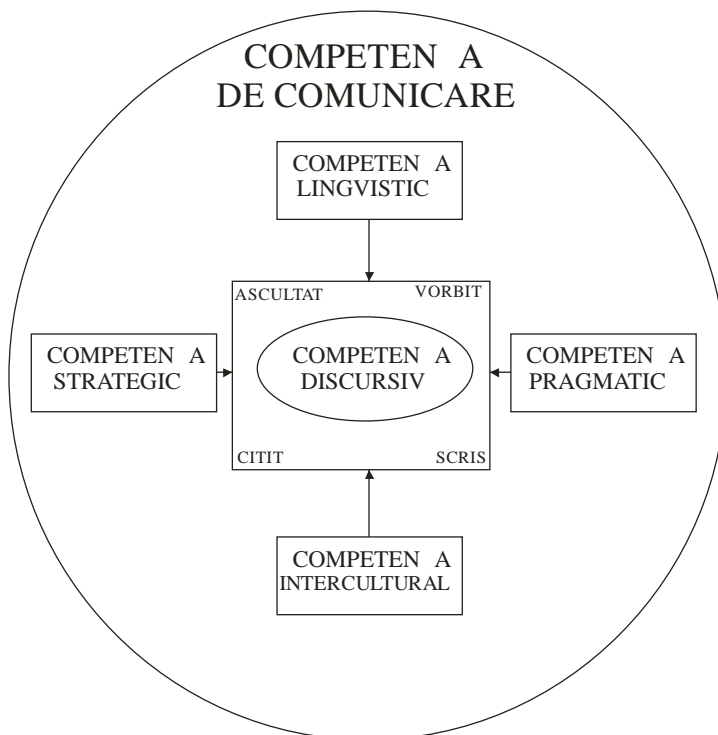 COMPETEN A
DE COMUNICARE
COMPETEN A
LINGVISTIC
ASCULTAT VORBIT
COMPETEN A
STRATEGIC
COMPETEN A
DISCURSIV
COMPETEN A
PRAGMATIC
CITIT SCRIS
COMPETEN A
INTERCULTURAL